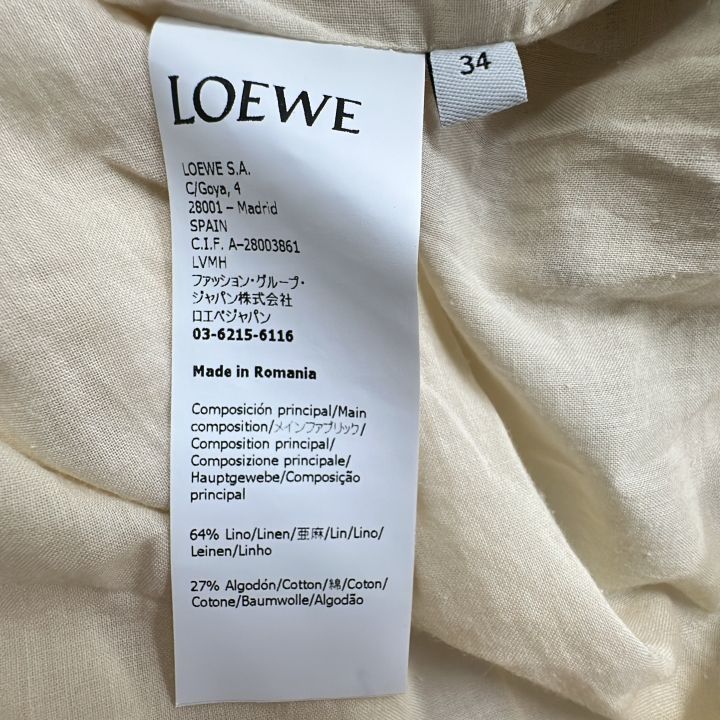 LOEWE
34
LOEWE S.A.
C/Goya, 4
28001 – Madrid
SPAIN
C.I.F. A-28003861
LVMH
ファッション・グループ・
ジャパン株式会社
ロエベジャパン
03-6215-6116
Made in Romania
Composición principal/Main
composition/メインファブリック/
Composition principal/
Composizione principale/
Hauptgewebe/Composição
principal
64% Lino/Linen/亜麻/Lin/Lino/
Leinen/Linho
27% Algodón/Cotton/綿/Coton/
Cotone/Baumwolle/Algodão